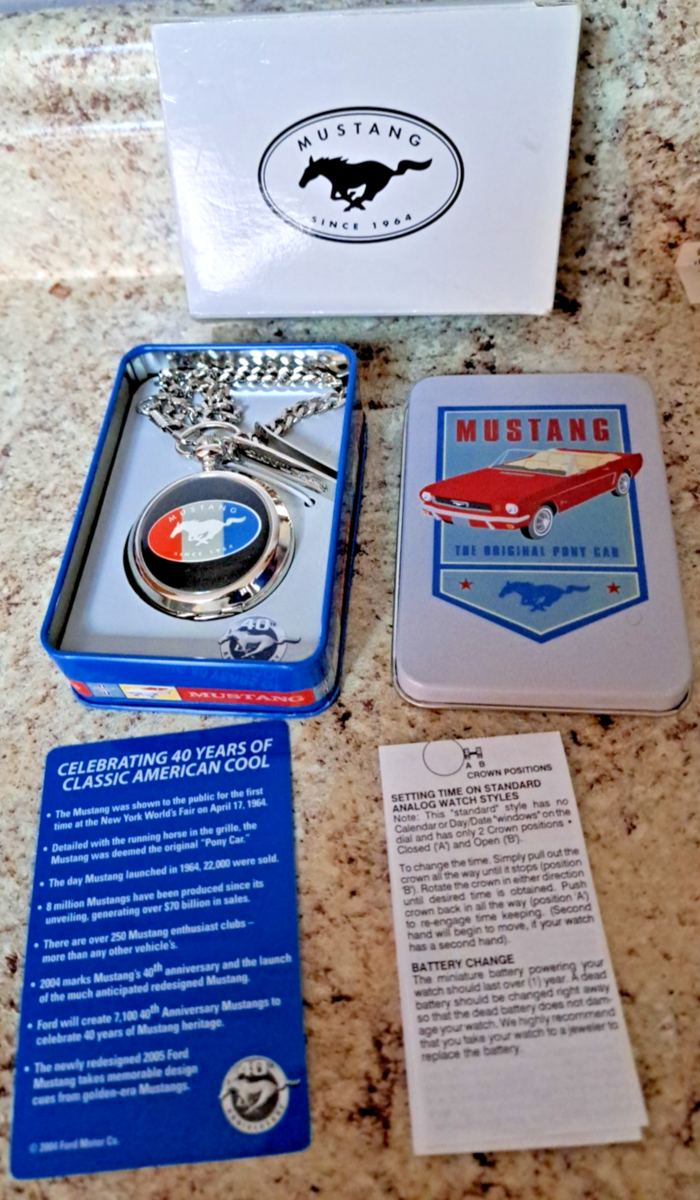 MUSTANG
SINCE 1964
MUSTANG
SINCE 1964
40
MUSTANG
MUSTANG
THE ORIGINAL PONY CAR
CELEBRATING 40 YEARS OF
CLASSIC AMERICAN COOL
• The Mustang was shown to the public for the first
time at the New York World's Fair on April 17, 1964.
• Detailed with the running horse in the grille, the
Mustang was deemed the original "Pony Car."
• The day Mustang launched in 1964, 22,000 were sold.
• 8 million Mustangs have been produced since its
unveiling, generating over $70 billion in sales.
• There are over 250 Mustang enthusiast clubs –
more than any other vehicle's.
• 2004 marks Mustang's 40th anniversary and the launch
of the much anticipated redesigned Mustang.
• Ford will create 7,100 40th Anniversary Mustangs to
celebrate 40 years of Mustang heritage.
• The newly redesigned 2005 Ford
Mustang takes memorable design
cues from golden-era Mustangs.
40
ANNIVERSARY
© 2004 Ford Motor Co.
A B
CROWN POSITIONS
SETTING TIME ON STANDARD
ANALOG WATCH STYLES
Note: This "standard" style has no
Calendar or Day/Date "windows" on the
dial and has only 2 Crown positions •
Closed ('A') and Open ('B').
To change the time, Simply pull out the
crown all the way until it stops (position
'B'). Rotate the crown in either direction
until desired time is obtained. Push
crown back in all the way (position 'A')
to re-engage time keeping. (Second
hand will begin to move, if your watch
has a second hand).
BATTERY CHANGE
The miniature battery powering your
watch should last over (1) year. A dead
battery should be changed right away
so that the dead battery does not dam-
age your watch. We highly recommend
that you take your watch to a jeweler to
replace the battery.